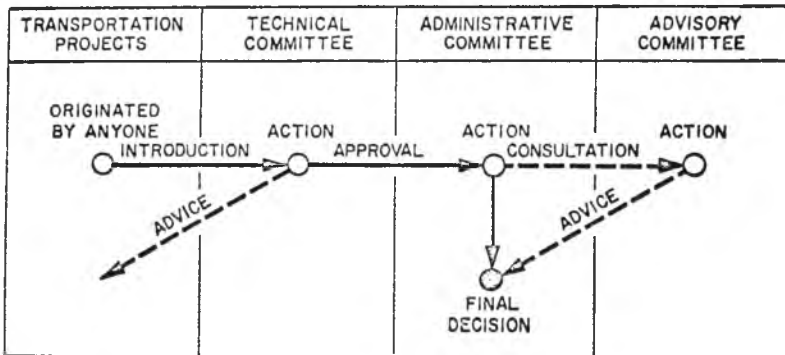 TRANSPORTATION
PROJECTS
TECHNICAL
COMMITTEE
ADMINISTRATIVE
COMMITTEE
ADVISORY
COMMITTEE
ORIGINATED
BY ANYONE
INTRODUCTION
ACTION
APPROVAL
ACTION
CONSULTATION
ACTION
ADVICE
ADVICE
FINAL
DECISION